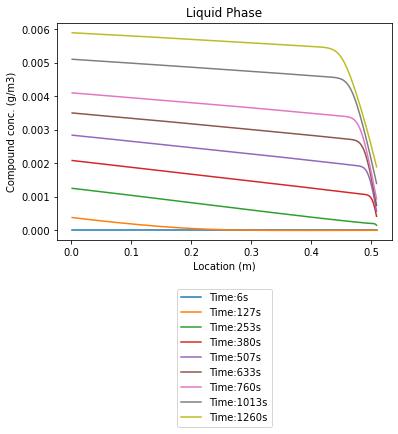 Liquid Phase
Compound conc. (g/m3)
0.006
0.005
0.004
0.003
0.002
0.001
0.000
0.0 0.1 0.2 0.3 0.4 0.5
Location (m)
Time:6s
Time:127s
Time:253s
Time:380s
Time:507s
Time:633s
Time:760s
Time:1013s
Time:1260s